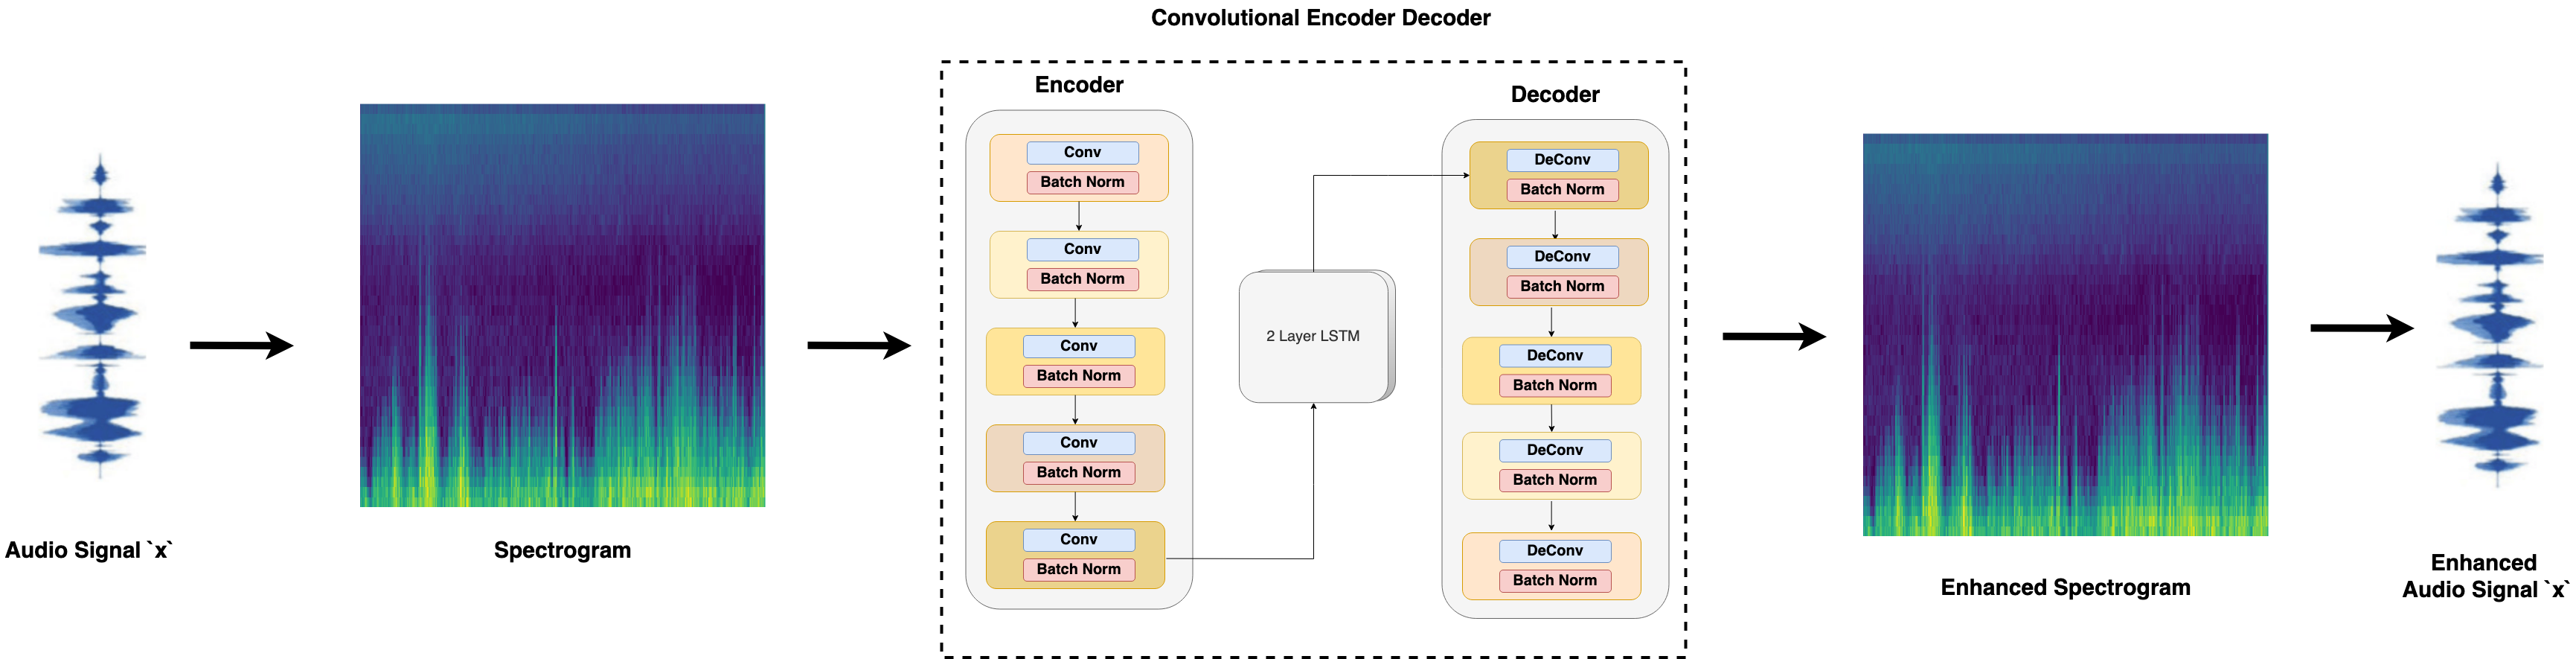 Convolutional Encoder Decoder
Audio Signal `x`
Spectrogram
Encoder
Conv
Batch Norm
Conv
Batch Norm
Conv
Batch Norm
Conv
Batch Norm
Conv
Batch Norm
2 Layer LSTM
Decoder
DeConv
Batch Norm
DeConv
Batch Norm
DeConv
Batch Norm
DeConv
Batch Norm
DeConv
Batch Norm
Enhanced Spectrogram
Enhanced
Audio Signal `x`